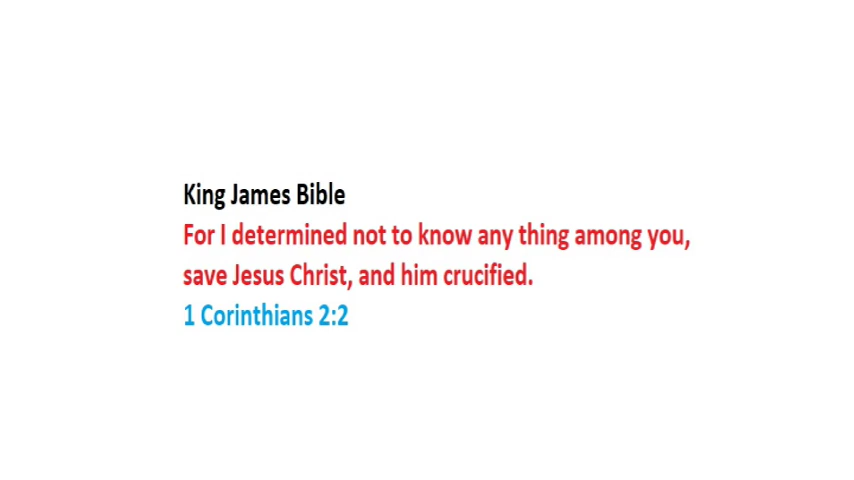 King James Bible
For I determined not to know any thing among you,
save Jesus Christ, and him crucified.
1 Corinthians 2:2